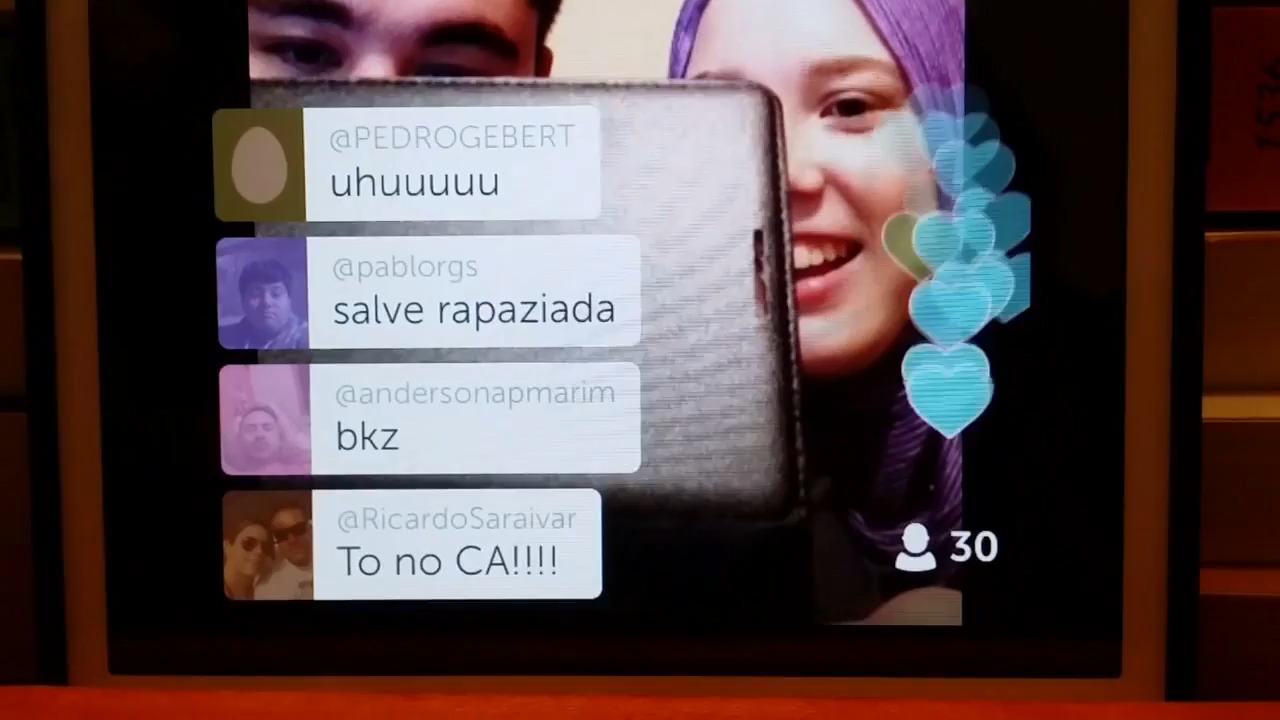 @PEDROGEBERT
uhuuuuu
@pablorgs
salve rapaziada
@andersonapmarim
bkz
@RicardoSaraivar
To no CA!!!!
30